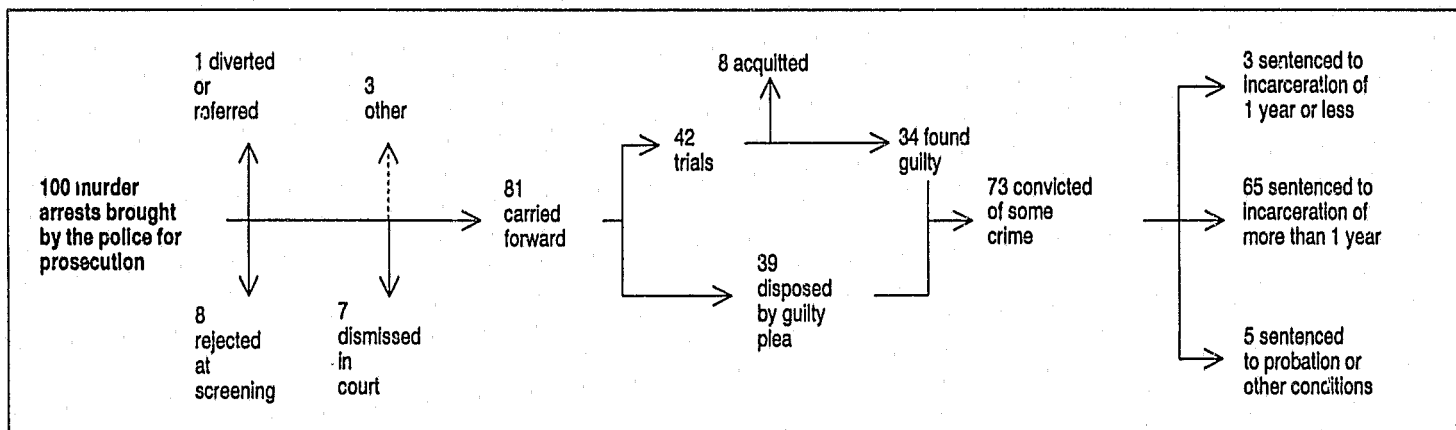 1 diverted
or
referred
3
other
100 murder
arrests brought
by the police for
prosecution
8
rejected
at
screening
7
dismissed
in
court
81
carried
forward
42
trials
8 acquitted
34 found
guilty
39
disposed
by guilty
plea
73 convicted
of some
crime
3 sentenced to
incarceration of
1 year or less
65 sentenced to
incarceration of
more than 1 year
5 sentenced
to probation or
other conditions